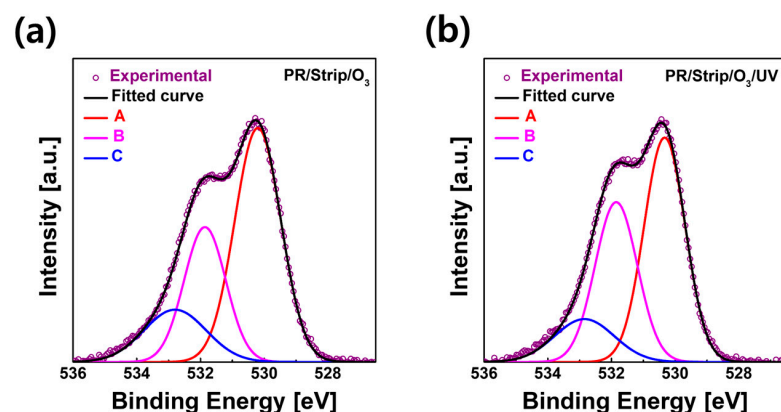 (a)
Experimental
PR/Strip/O3
Fitted curve
A
B
C
Intensity [a.u.]
536 534 532 530 528
Binding Energy [eV]
(b)
Experimental
PR/Strip/O3/UV
Fitted curve
A
B
C
Intensity [a.u.]
536 534 532 530 528
Binding Energy [eV]